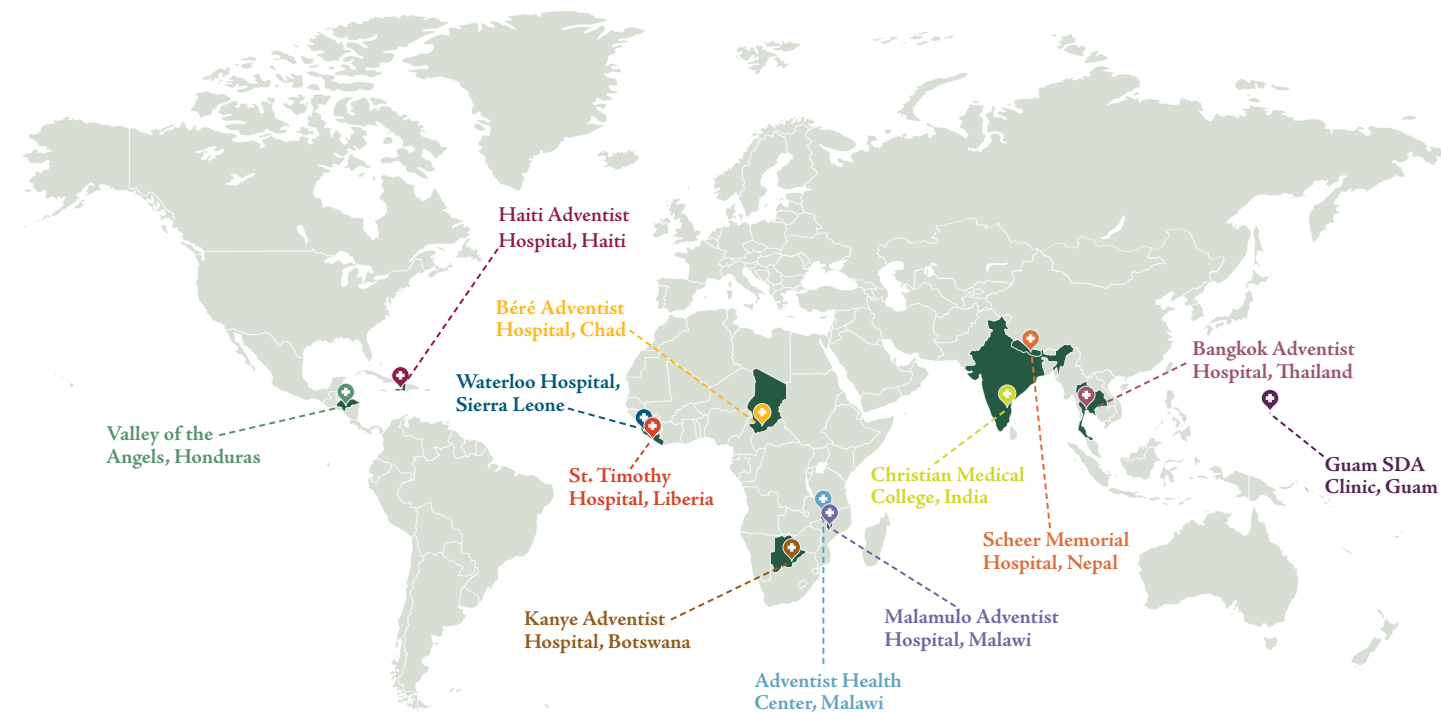 Haiti Adventist
Hospital, Haiti
Béré Adventist
Hospital, Chad
Waterloo Hospital,
Sierra Leone
Valley of the
Angels, Honduras
St. Timothy
Hospital, Liberia
Bangkok Adventist
Hospital, Thailand
Guam SDA
Clinic, Guam
Christian Medical
College, India
Scheer Memorial
Hospital, Nepal
Kanye Adventist
Hospital, Botswana
Malamulo Adventist
Hospital, Malawi
Adventist Health
Center, Malawi